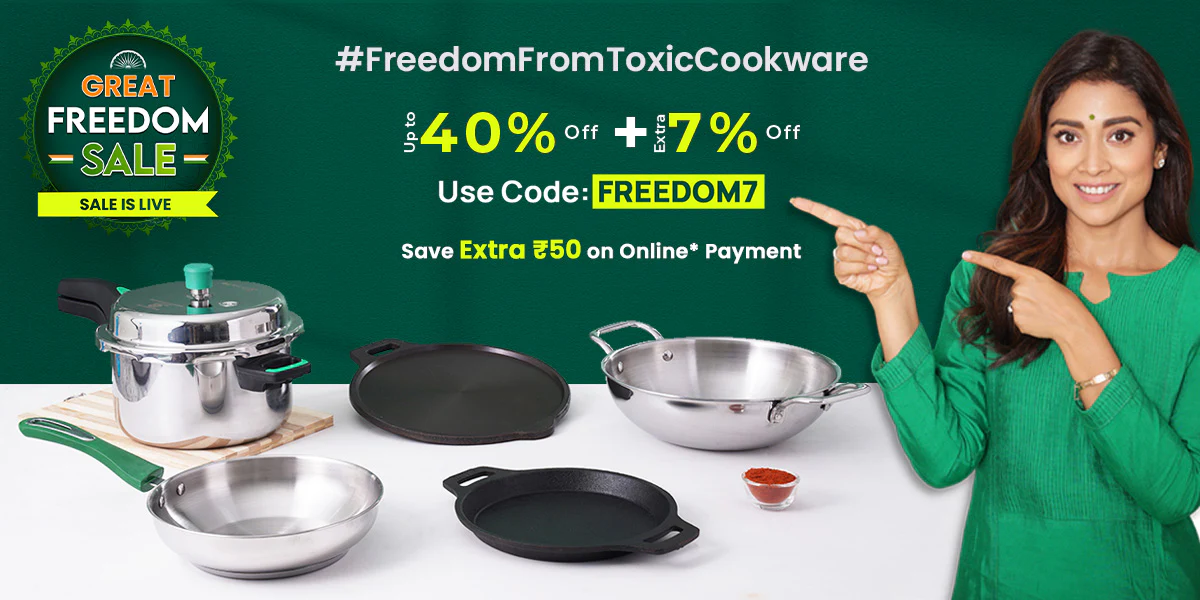 GREAT
FREEDOM
SALE
SALE IS LIVE
#FreedomFromToxicCookware
Up to 40% Off + Extra 7% Off
Use Code: FREEDOM7
Save Extra ₹50 on Online* Payment